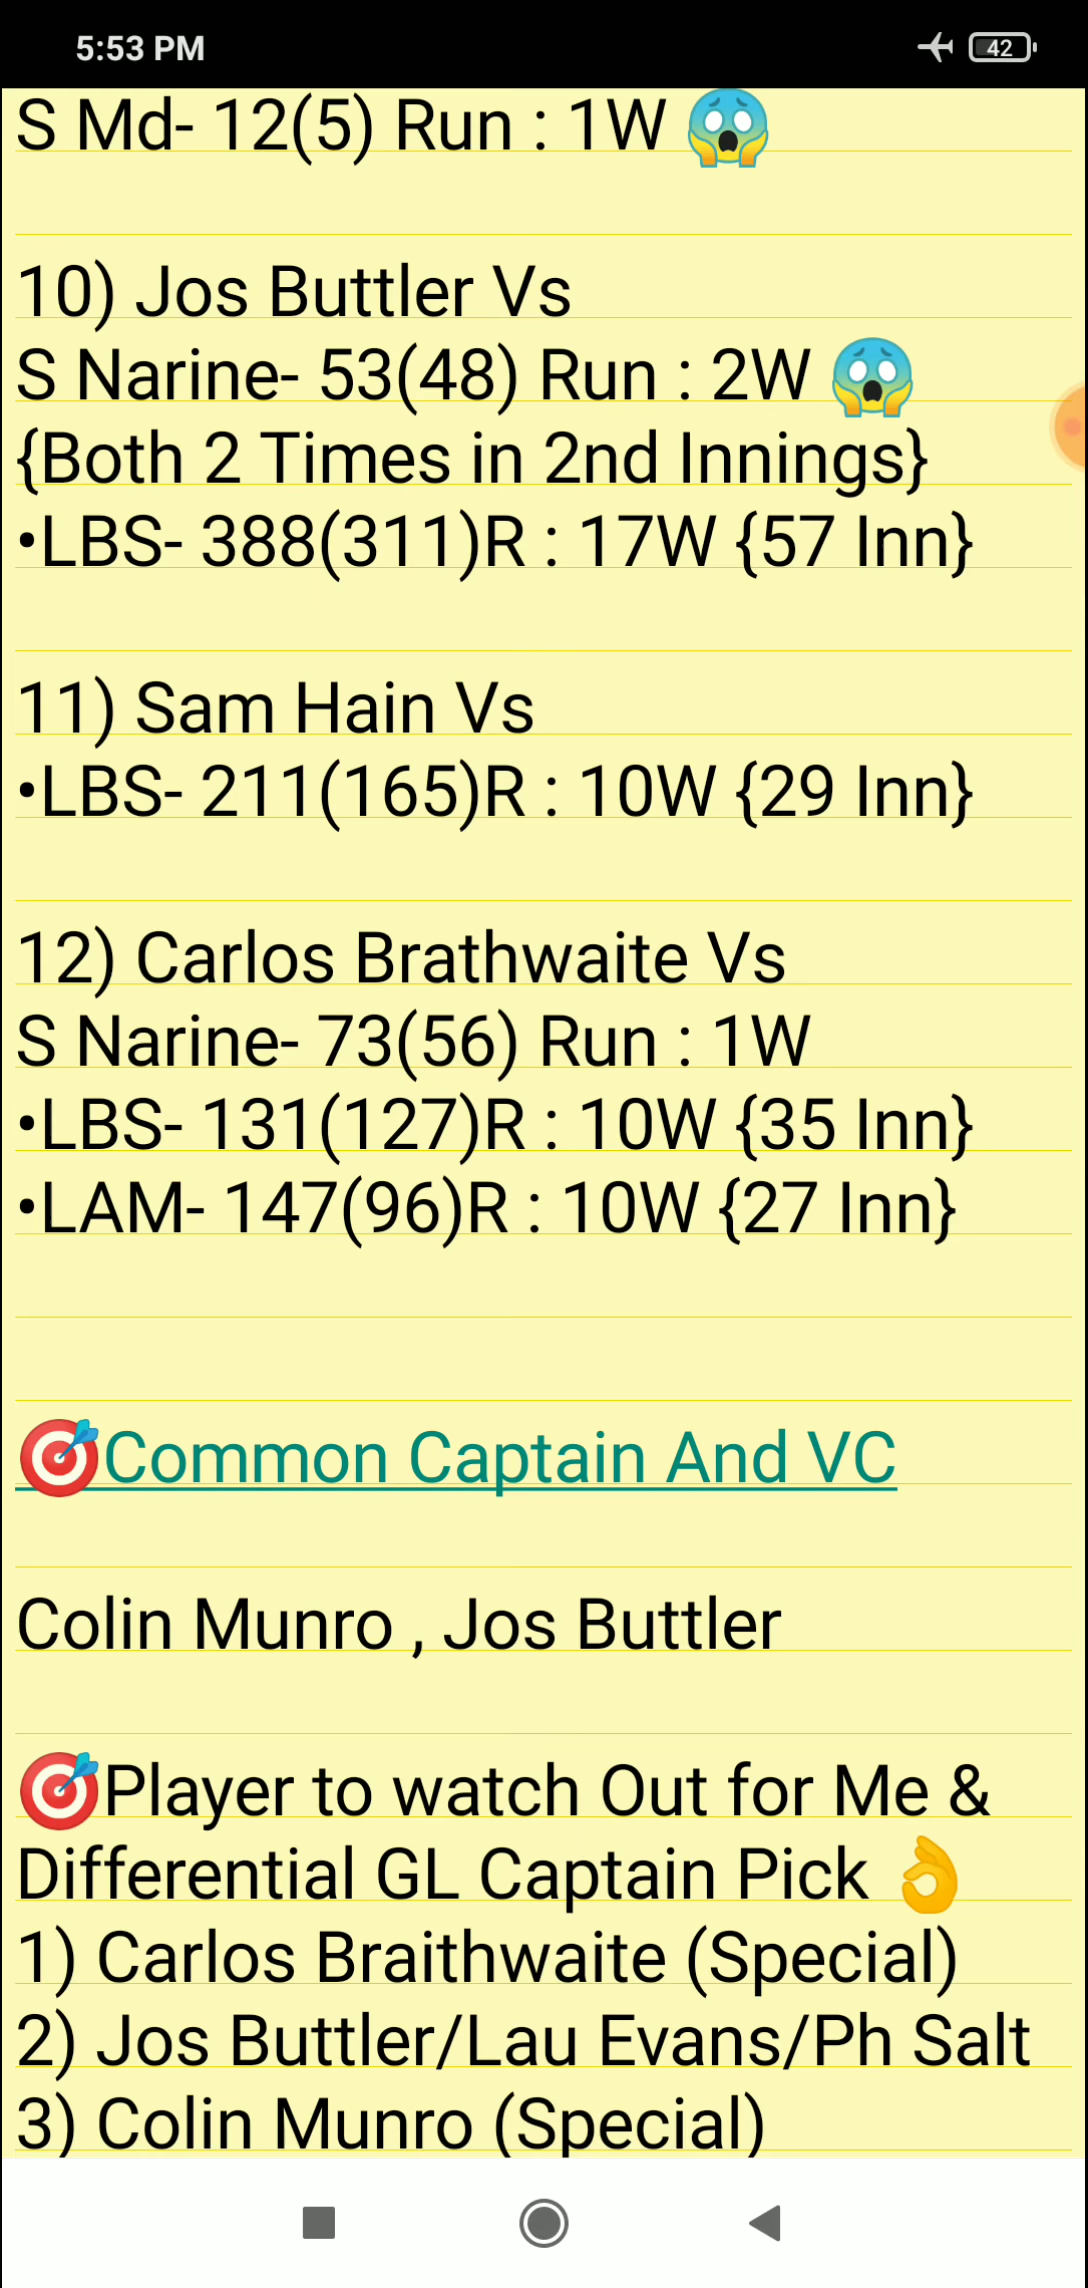 5:53 PM
42
S Md- 12(5) Run : 1W 😱
10) Jos Buttler Vs
S Narine- 53(48) Run : 2W 😱
{Both 2 Times in 2nd Innings}
•LBS- 388(311)R : 17W {57 Inn}
11) Sam Hain Vs
•LBS- 211(165)R : 10W {29 Inn}
12) Carlos Brathwaite Vs
S Narine- 73(56) Run : 1W
•LBS- 131(127)R : 10W {35 Inn}
•LAM- 147(96)R : 10W {27 Inn}
🎯Common Captain And VC
Colin Munro , Jos Buttler
🎯Player to watch Out for Me &
Differential GL Captain Pick 👌
1) Carlos Braithwaite (Special)
2) Jos Buttler/Lau Evans/Ph Salt
3) Colin Munro (Special)